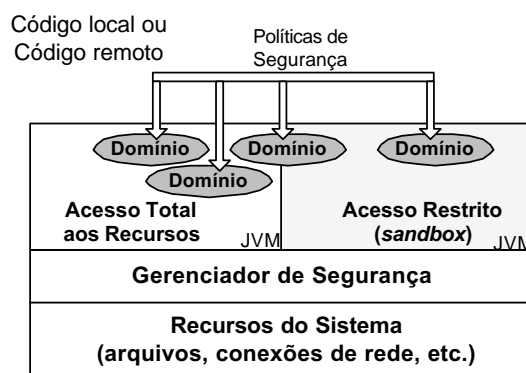 Código local ou
Código remoto
Políticas de
Segurança
Domínio
Domínio
Domínio
Domínio
Acesso Total
aos Recursos
JVM
Acesso Restrito
(sandbox)
JVM
Gerenciador de Segurança
Recursos do Sistema
(arquivos, conexões de rede, etc.)